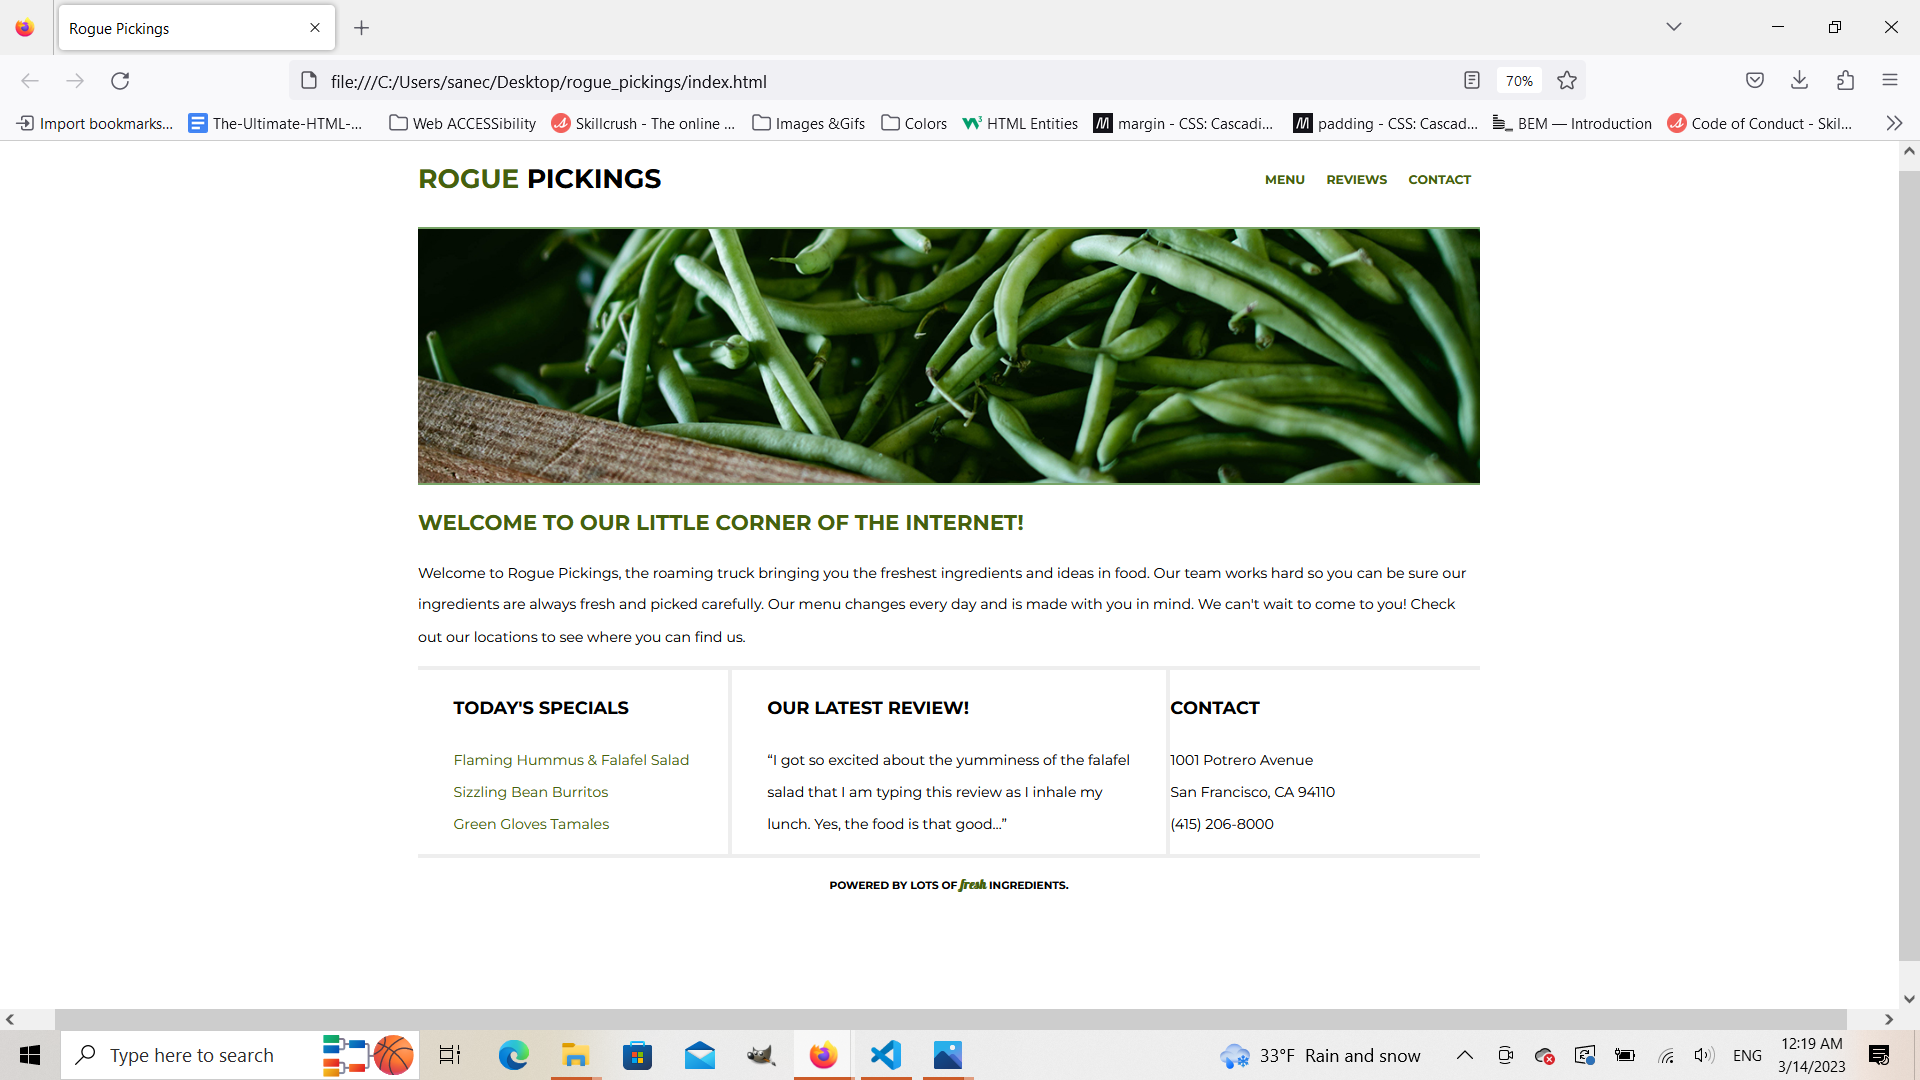 Rogue Pickings
file:///C:/Users/sanec/Desktop/rogue_pickings/index.html
70%
Import bookmarks...
The-Ultimate-HTML-...
Web ACCESSibility
Skillcrush - The online ...
Images &Gifs
Colors
HTML Entities
margin - CSS: Cascadi...
padding - CSS: Cascad...
BEM — Introduction
Code of Conduct - Skil...
ROGUE PICKINGS
MENU
REVIEWS
CONTACT
WELCOME TO OUR LITTLE CORNER OF THE INTERNET!
Welcome to Rogue Pickings, the roaming truck bringing you the freshest ingredients and ideas in food. Our team works hard so you can be sure our
ingredients are always fresh and picked carefully. Our menu changes every day and is made with you in mind. We can't wait to come to you! Check
out our locations to see where you can find us.
TODAY'S SPECIALS
Flaming Hummus & Falafel Salad
Sizzling Bean Burritos
Green Gloves Tamales
OUR LATEST REVIEW!
“I got so excited about the yumminess of the falafel
salad that I am typing this review as I inhale my
lunch. Yes, the food is that good...”
CONTACT
1001 Potrero Avenue
San Francisco, CA 94110
(415) 206-8000
POWERED BY LOTS OF fresh INGREDIENTS.
Type here to search
33°F Rain and snow
ENG
12:19 AM
3/14/2023